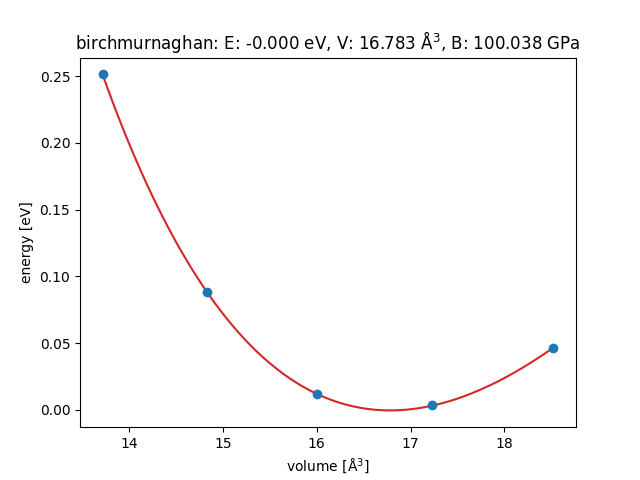 birchmurnaghan: E: -0.000 eV, V: 16.783 Å³, B: 100.038 GPa
0.25
0.20
0.15
0.10
0.05
0.00
energy [eV]
14 15 16 17 18
volume [Å³]